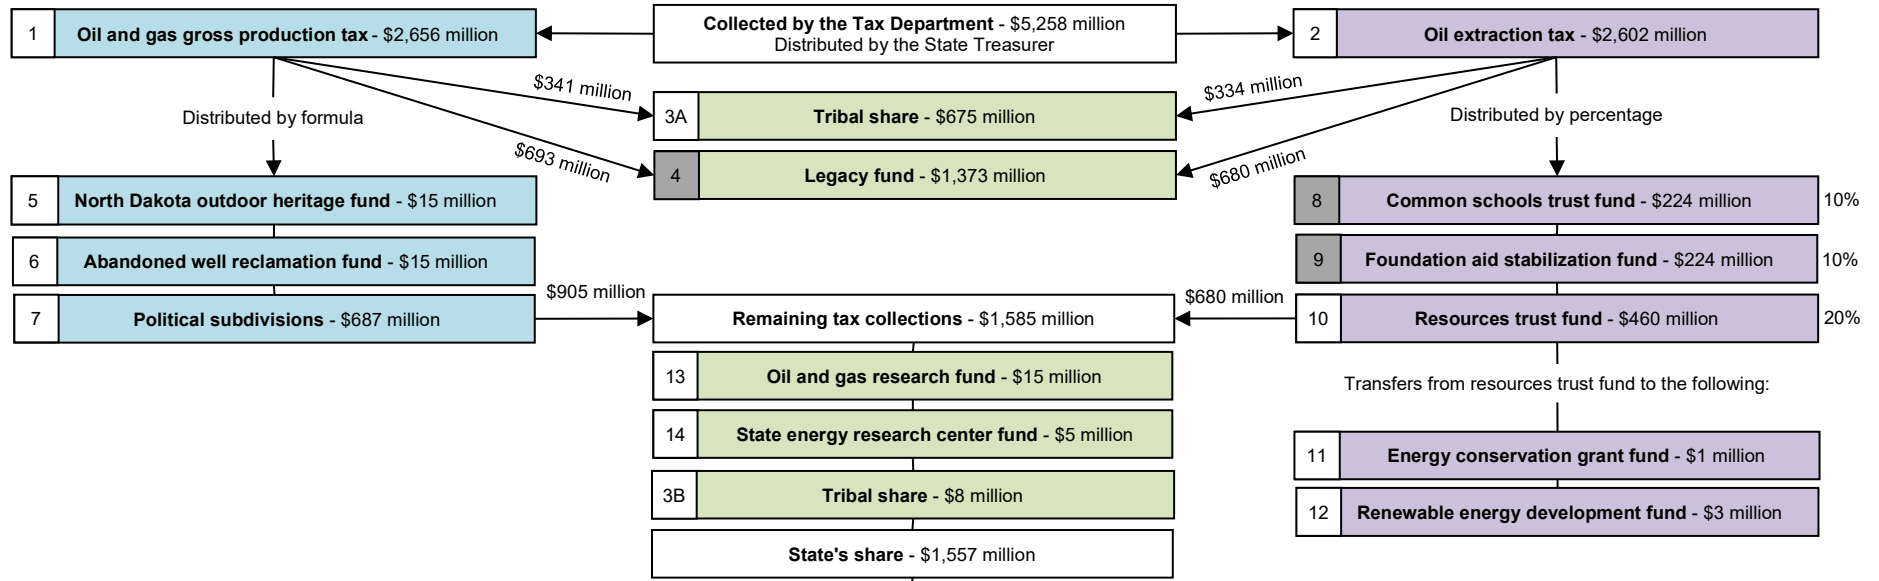 1 Oil and gas gross production tax - $2,656 million
Collected by the Tax Department - $5,258 million
Distributed by the State Treasurer
2 Oil extraction tax - $2,602 million
$341 million
$334 million
3A Tribal share - $675 million
Distributed by formula
Distributed by percentage
$693 million
$680 million
4 Legacy fund - $1,373 million
5 North Dakota outdoor heritage fund - $15 million
8 Common schools trust fund - $224 million 10%
6 Abandoned well reclamation fund - $15 million
9 Foundation aid stabilization fund - $224 million 10%
$905 million
$680 million
7 Political subdivisions - $687 million
Remaining tax collections - $1,585 million
10 Resources trust fund - $460 million 20%
13 Oil and gas research fund - $15 million
Transfers from resources trust fund to the following:
14 State energy research center fund - $5 million
11 Energy conservation grant fund - $1 million
3B Tribal share - $8 million
12 Renewable energy development fund - $3 million
State's share - $1,557 million